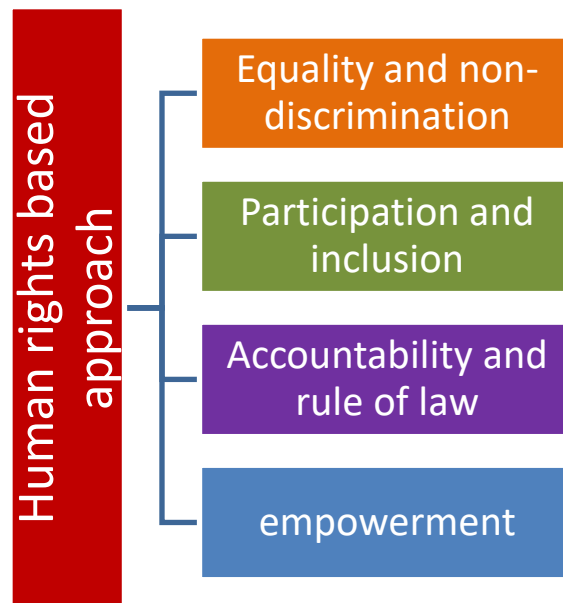 Human rights based
approach
Equality and non-
discrimination
Participation and
inclusion
Accountability and
rule of law
empowerment